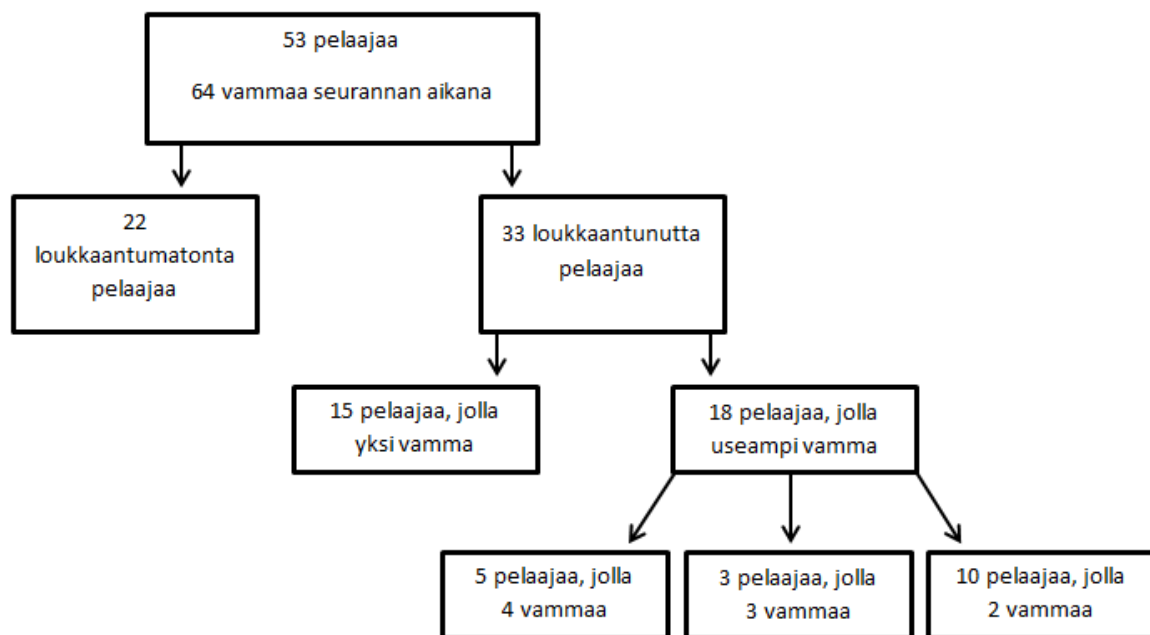 53 pelaajaa
64 vammaa seurannan aikana
22
loukkaantumatonta
pelaajaa
33 loukkaantunutta
pelaajaa
15 pelaajaa, jolla
yksi vamma
18 pelaajaa, jolla
useampi vamma
5 pelaajaa, jolla
4 vammaa
3 pelaajaa, jolla
3 vammaa
10 pelaajaa, jolla
2 vammaa